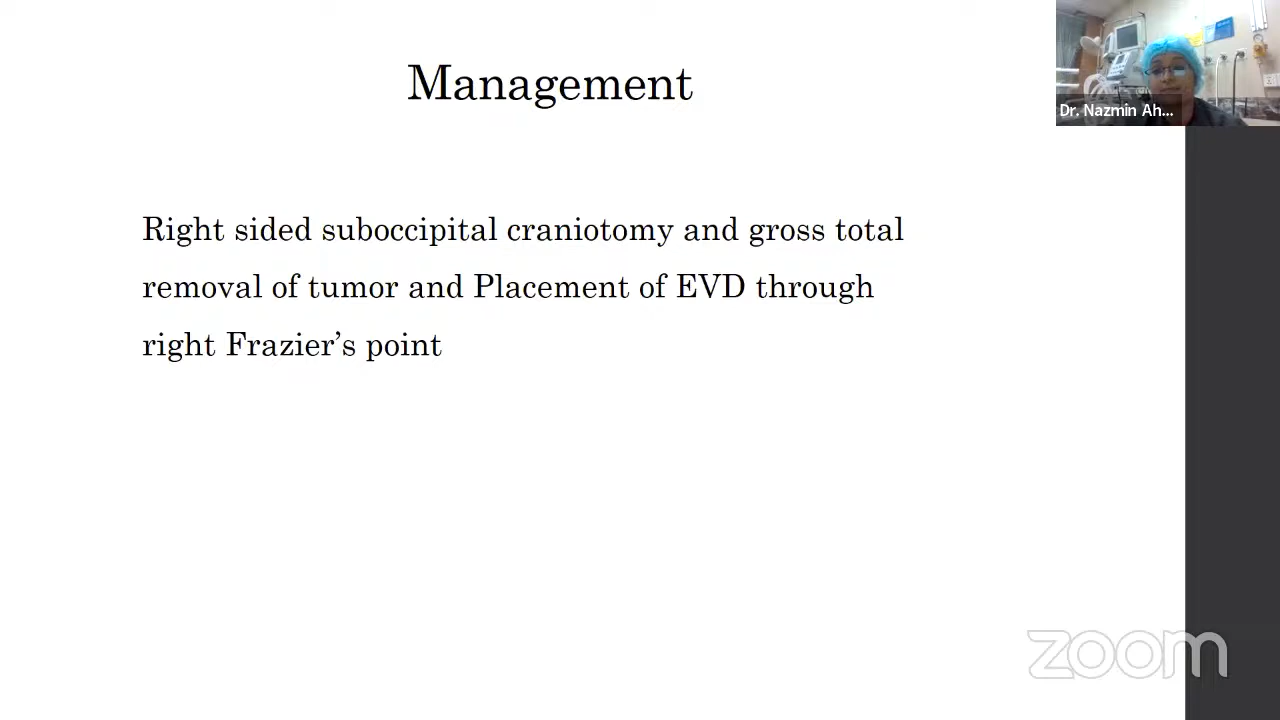 Management
Dr. Nazmin Ah...
Right sided suboccipital craniotomy and gross total
removal of tumor and Placement of EVD through
right Frazier’s point
zoom